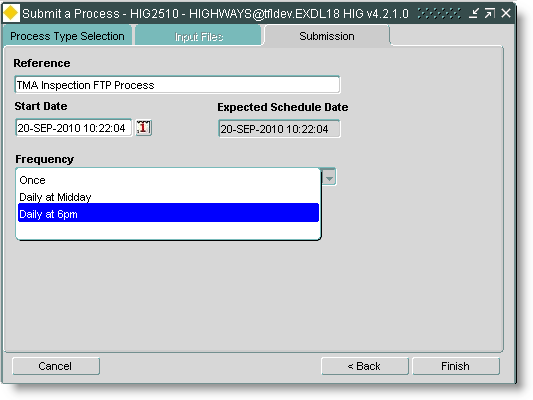 Submit a Process - HIG2510 - HIGHWAYS@tfldev.EXDL18 HIG v4.2.1.0
Process Type Selection Input Files Submission
Reference
TMA Inspection FTP Process
Start Date Expected Schedule Date
20-SEP-2010 10:22:04 20-SEP-2010 10:22:04
Frequency
Once
Daily at Midday
Daily at 6pm
Cancel < Back Finish